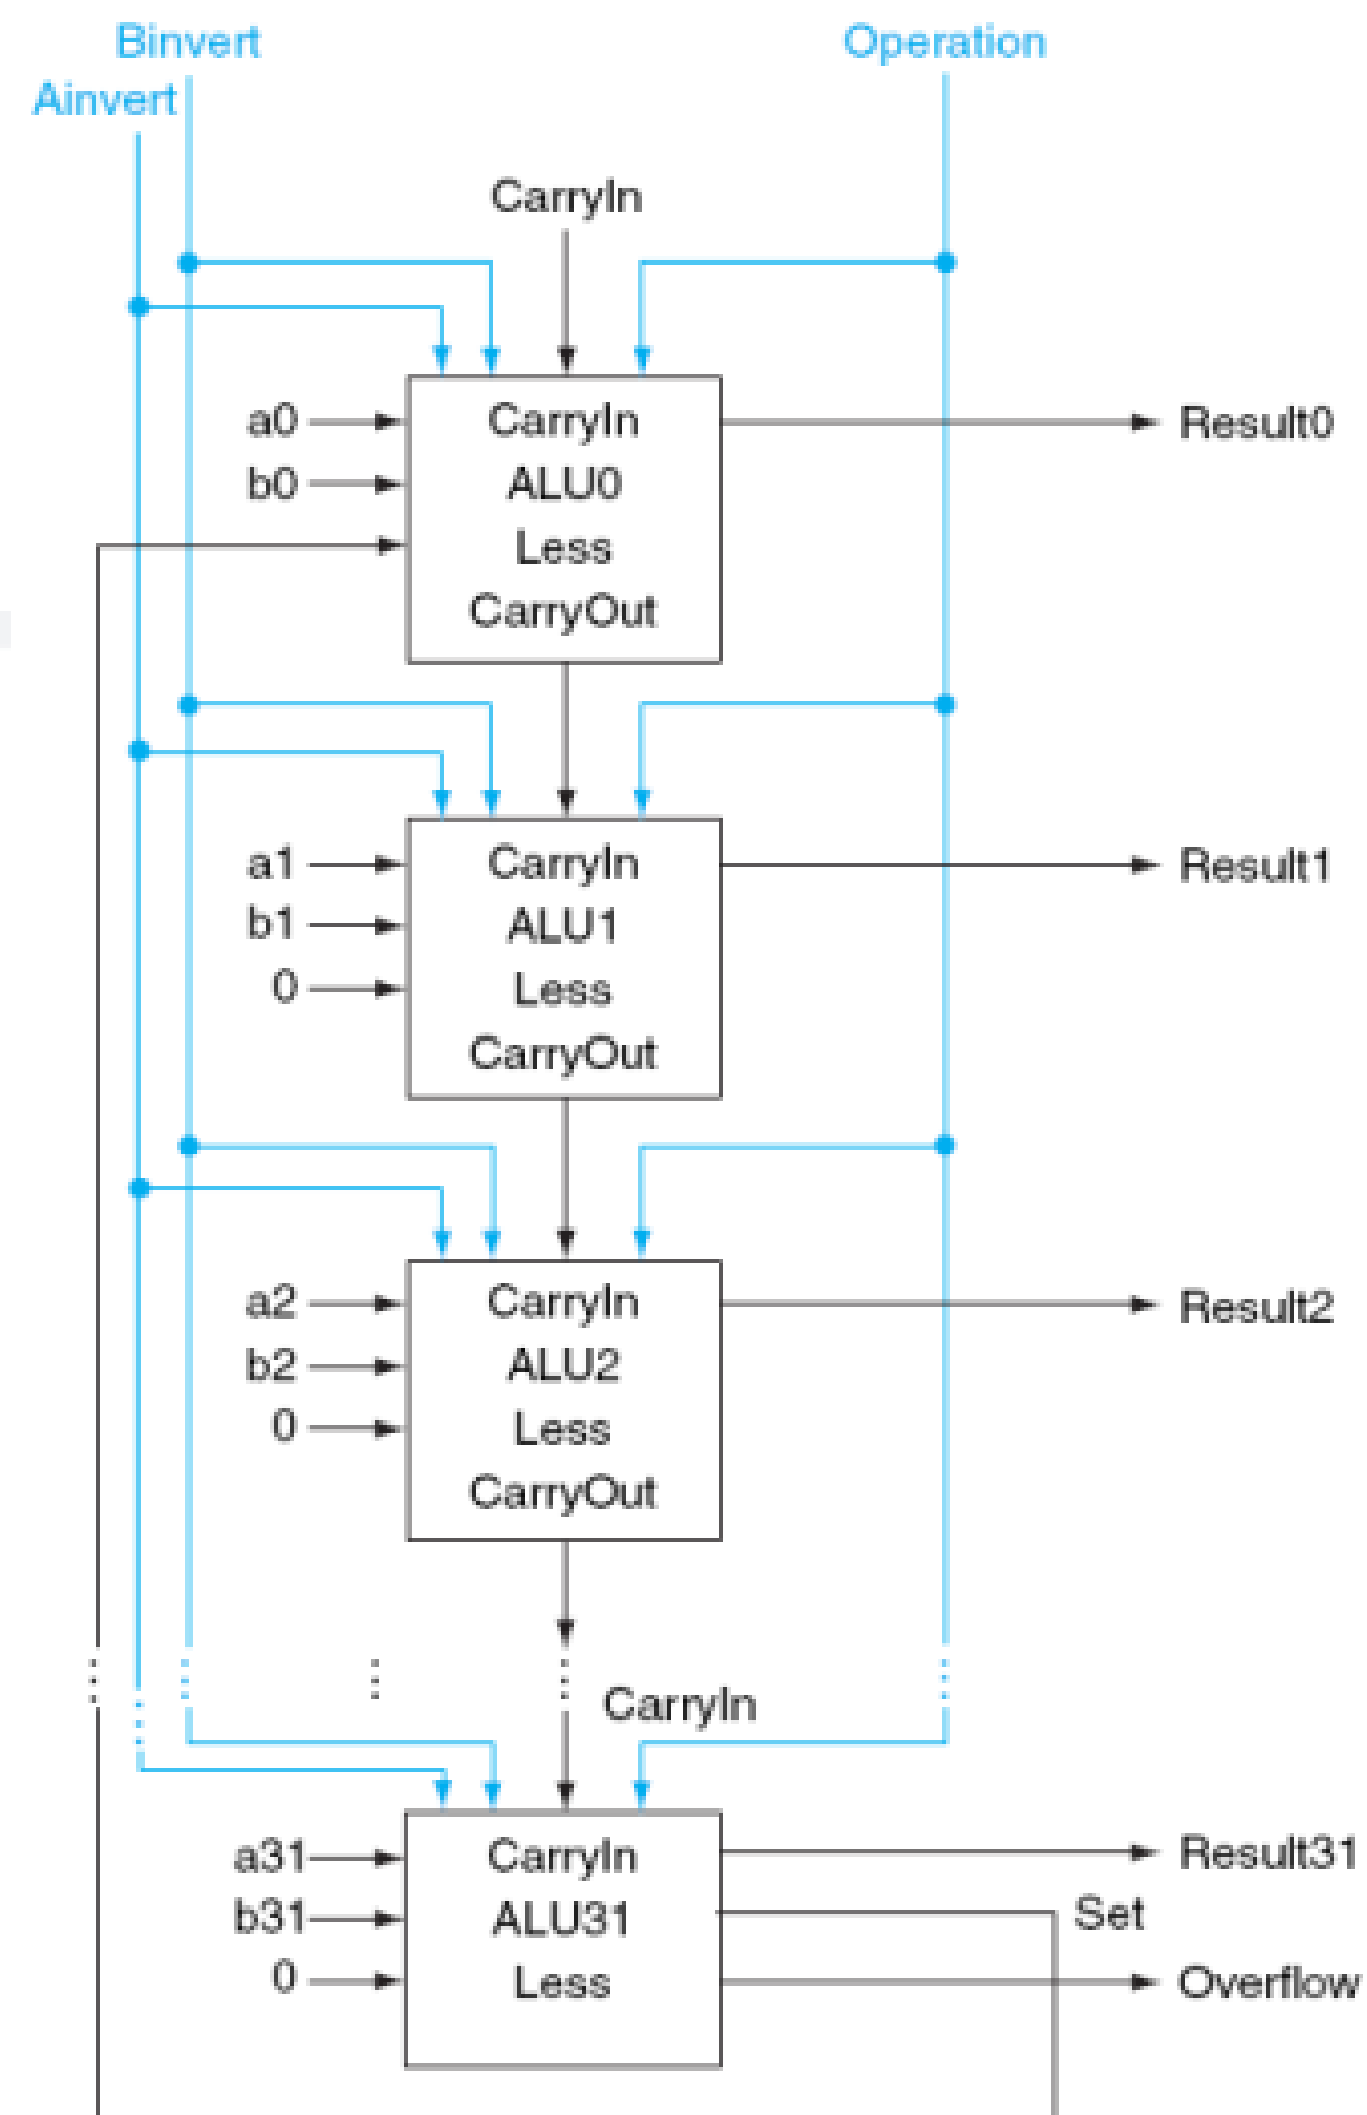 Binvert
Operation
Ainvert
CarryIn
a0
CarryIn
Result0
b0
ALU0
Less
CarryOut
a1
CarryIn
Result1
b1
ALU1
0
Less
CarryOut
a2
CarryIn
Result2
b2
ALU2
0
Less
CarryOut
CarryIn
a31
CarryIn
Result31
b31
ALU31
Set
0
Less
Overflow